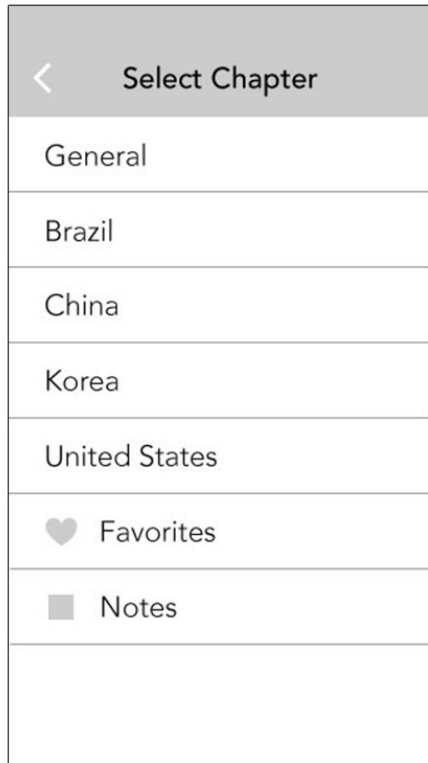 Select Chapter
General
Brazil
China
Korea
United States
Favorites
Notes